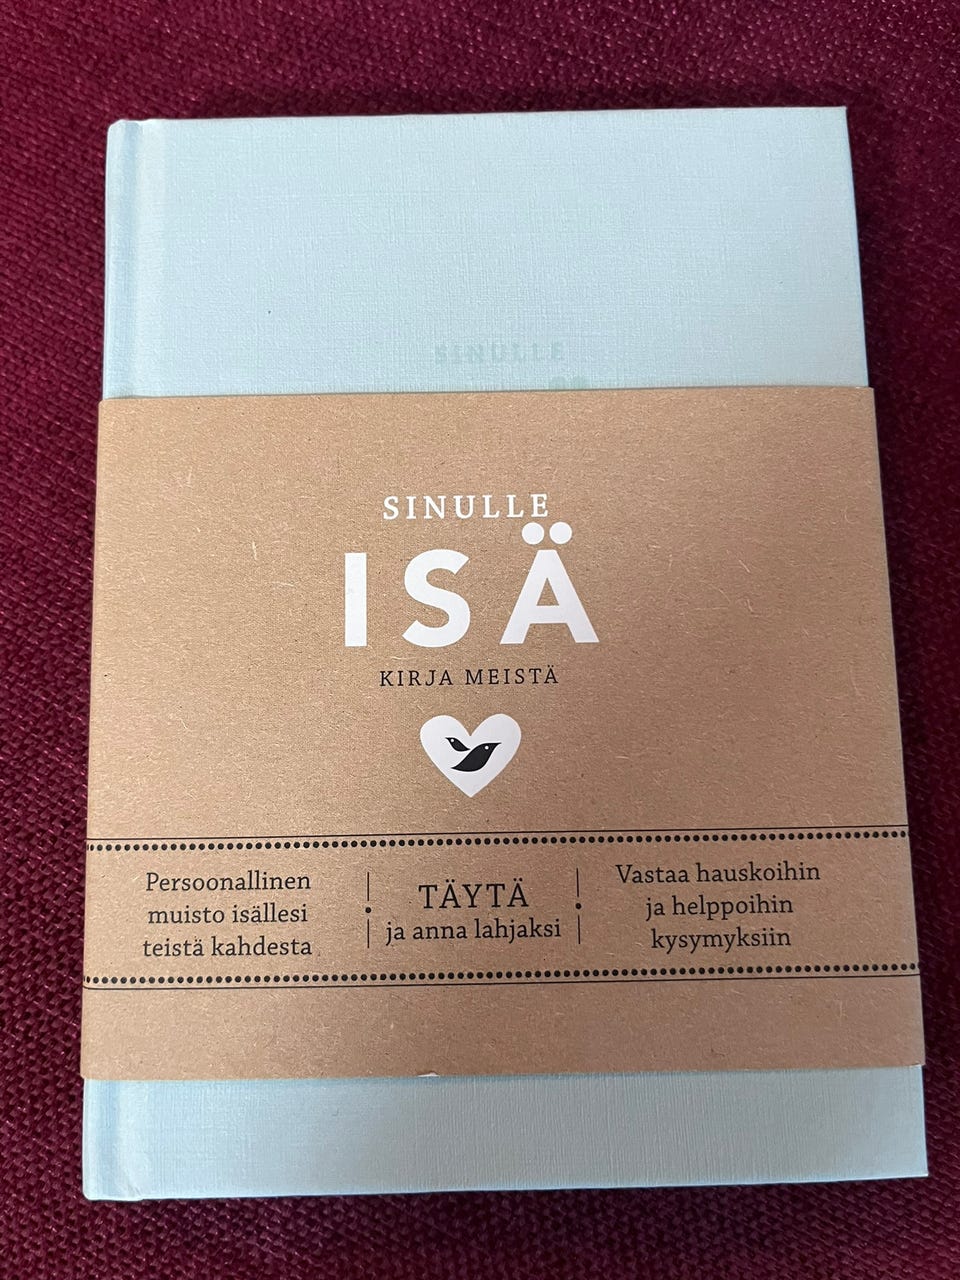 SINULLE
SINULLE
ISÄ
KIRJA MEISTÄ
Persoonallinen
muisto isällesi
teistä kahdesta
TÄYTÄ
ja anna lahjaksi
Vastaa hauskoihin
ja helppoihin
kysymyksiin